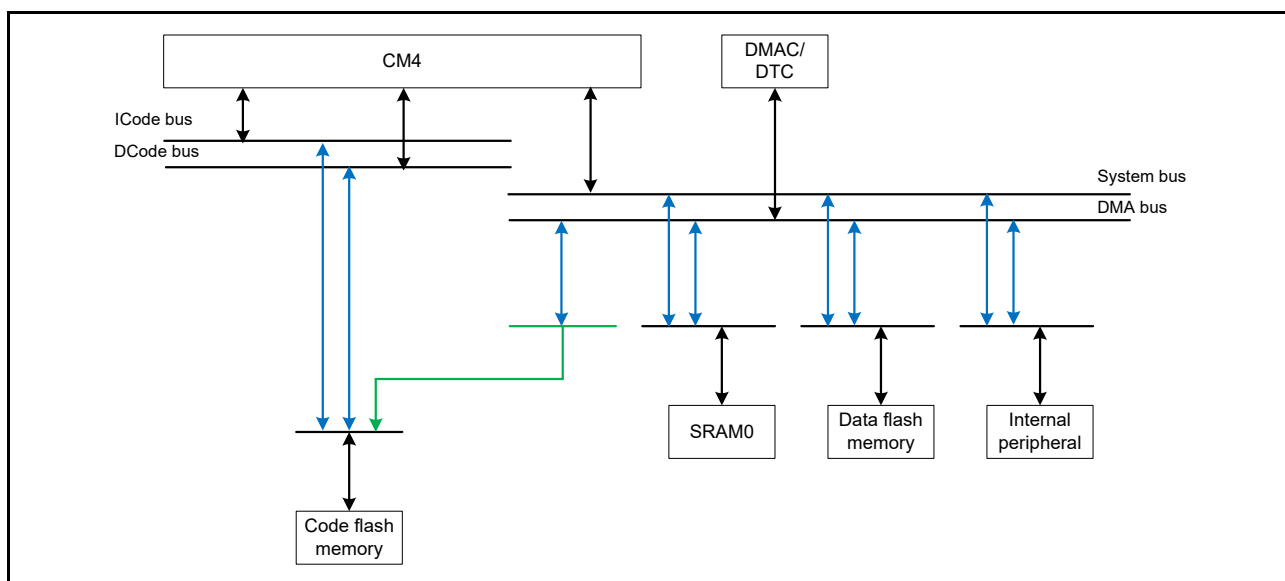 CM4
DMAC/
DTC
ICode bus
DCode bus
System bus
DMA bus
SRAM0
Data flash
memory
Internal
peripheral
Code flash
memory